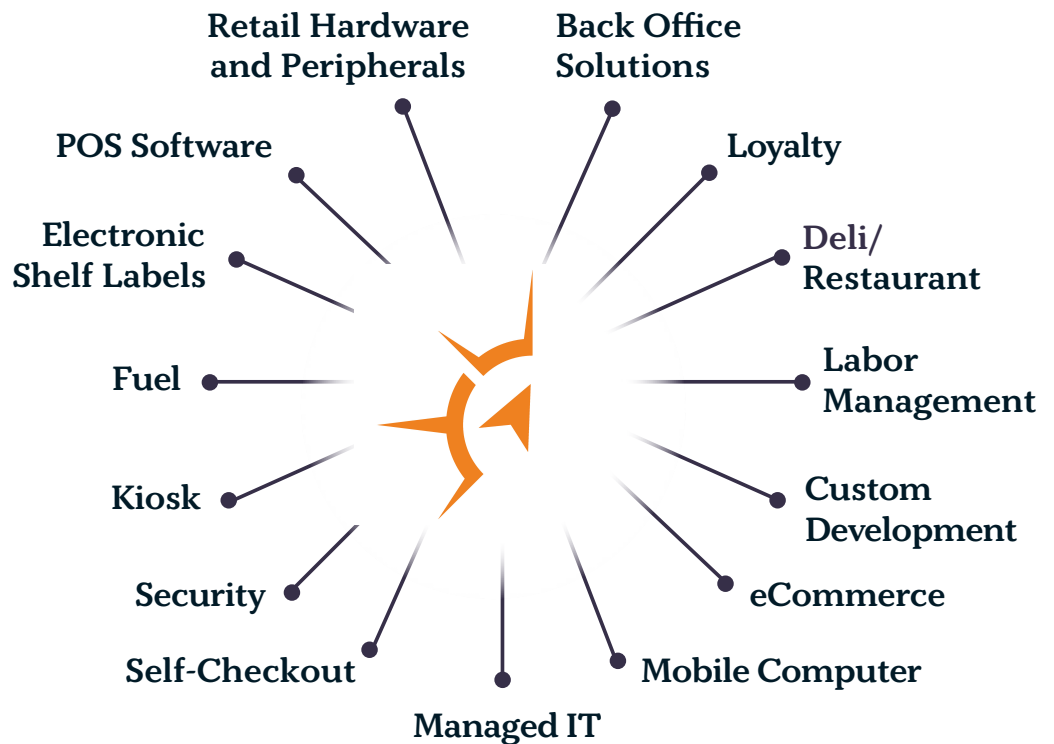 Retail Hardware
and Peripherals
Back Office
Solutions
POS Software
Loyalty
Electronic
Shelf Labels
Deli/
Restaurant
Fuel
Labor
Management
Kiosk
Custom
Development
Security
eCommerce
Self-Checkout
Mobile Computer
Managed IT